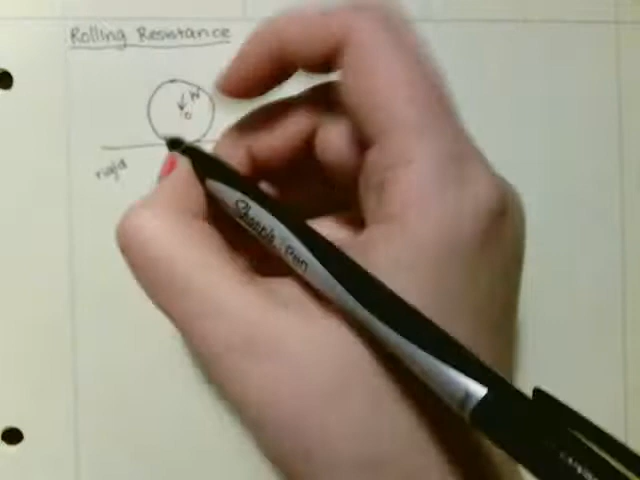 Rolling Resistance
W
o
rigid
Sharpie pen